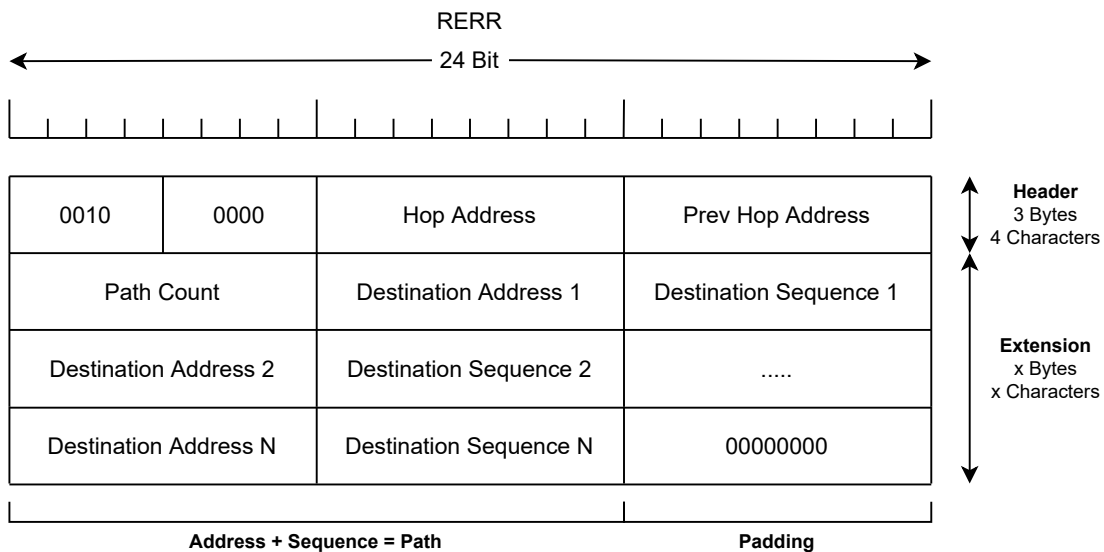 RERR
24 Bit
0010 0000 Hop Address Prev Hop Address
Header
3 Bytes
4 Characters
Path Count Destination Address 1 Destination Sequence 1
Destination Address 2 Destination Sequence 2 .....
Extension
x Bytes
x Characters
Destination Address N Destination Sequence N 00000000
Address + Sequence = Path Padding